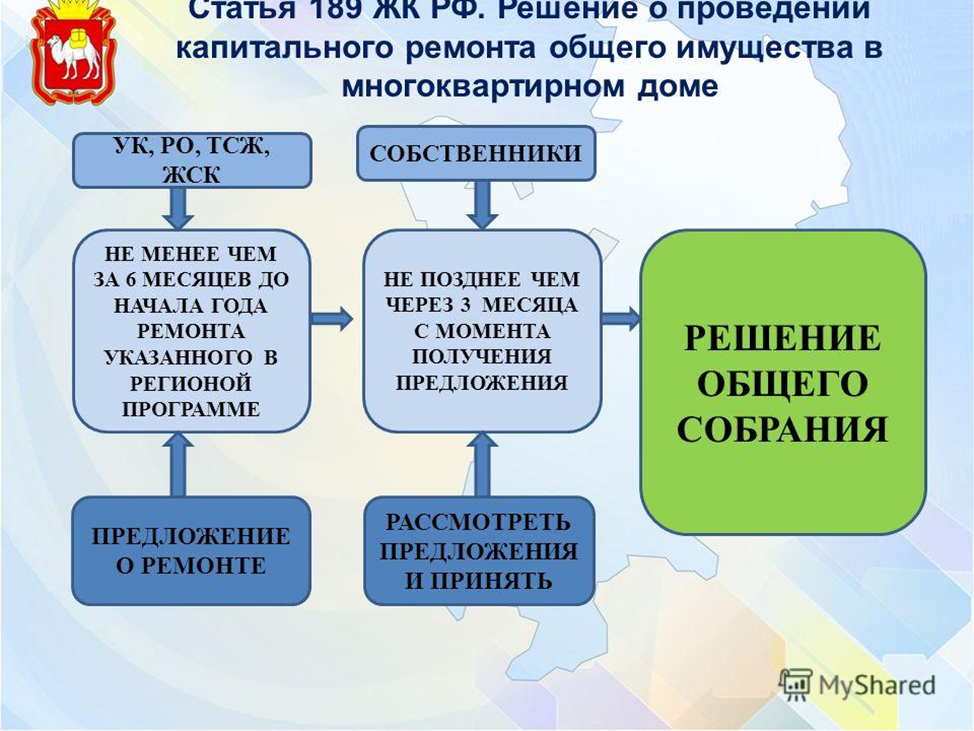 Статья 189 ЖК РФ. Решение о проведении
капитального ремонта общего имущества в
многоквартирном доме
УК, РО, ТСЖ,
ЖСК
СОБСТВЕННИКИ
НЕ МЕНЕЕ ЧЕМ
ЗА 6 МЕСЯЦЕВ ДО
НАЧАЛА ГОДА
РЕМОНТА
УКАЗАННОГО В
РЕГИОНОЙ
ПРОГРАММЕ
НЕ ПОЗДНЕЕ ЧЕМ
ЧЕРЕЗ 3 МЕСЯЦА
С МОМЕНТА
ПОЛУЧЕНИЯ
ПРЕДЛОЖЕНИЯ
РЕШЕНИЕ
ОБЩЕГО
СОБРАНИЯ
ПРЕДЛОЖЕНИЕ
О РЕМОНТЕ
РАССМОТРЕТЬ
ПРЕДЛОЖЕНИЯ
И ПРИНЯТЬ
MyShared